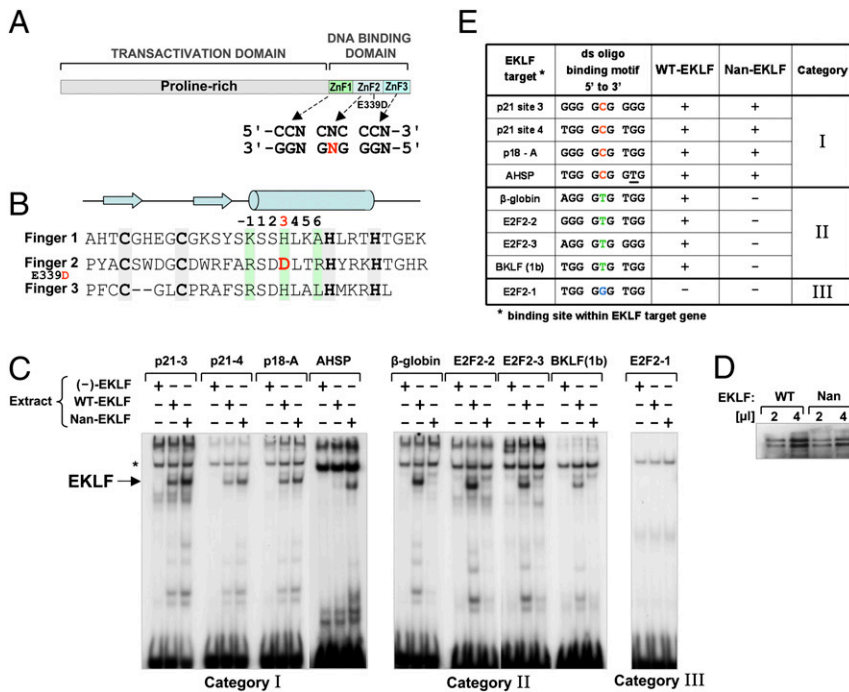 A
TRANSACTIVATION DOMAIN
DNA BINDING
DOMAIN
Proline-rich
ZnF1 ZnF2 ZnF3
E339D
5'-CCN CNC CCN-3'
3'-GGN GNG GGN-5'
B
-1 1 2 3 4 5 6
Finger 1 AHTCGHEGCGKSYSKSSHLKAHLRTHTGEK
Finger 2 PYACSWDGCDWRFARSDDLTRHYRKHTGHR
E339D
Finger 3 PFCC--GLCPRAFSRSDHLALHMKRHL
E
EKLF target * ds oligo binding motif 5' to 3' WT-EKLF Nan-EKLF Category
p21 site 3 GGG GCG GGG + + I
p21 site 4 TGG GCG TGG + +
p18 - A GGG GCG TGG + +
AHSP TGG GCG GTG + +
β-globin AGG GTG TGG + − II
E2F2-2 GGG GTG TGG + −
E2F2-3 AGG GTG GGG + −
BKLF (1b) TGG GTG TGG + −
E2F2-1 TGG GGG TGG − − III
* binding site within EKLF target gene
C
p21-3 p21-4 p18-A AHSP β-globin E2F2-2 E2F2-3 BKLF(1b) E2F2-1
Extract
(−)-EKLF + − − + − − + − − + − − + − − + − − + − − + − − + − −
WT-EKLF − + − − + − − + − − + − − + − − + − − + − − + − − + −
Nan-EKLF − − + − − + − − + − − + − − + − − + − − + − − + − − +
*
EKLF
Category I
Category II
Category III
D
EKLF: WT Nan
[µl] 2 4 2 4